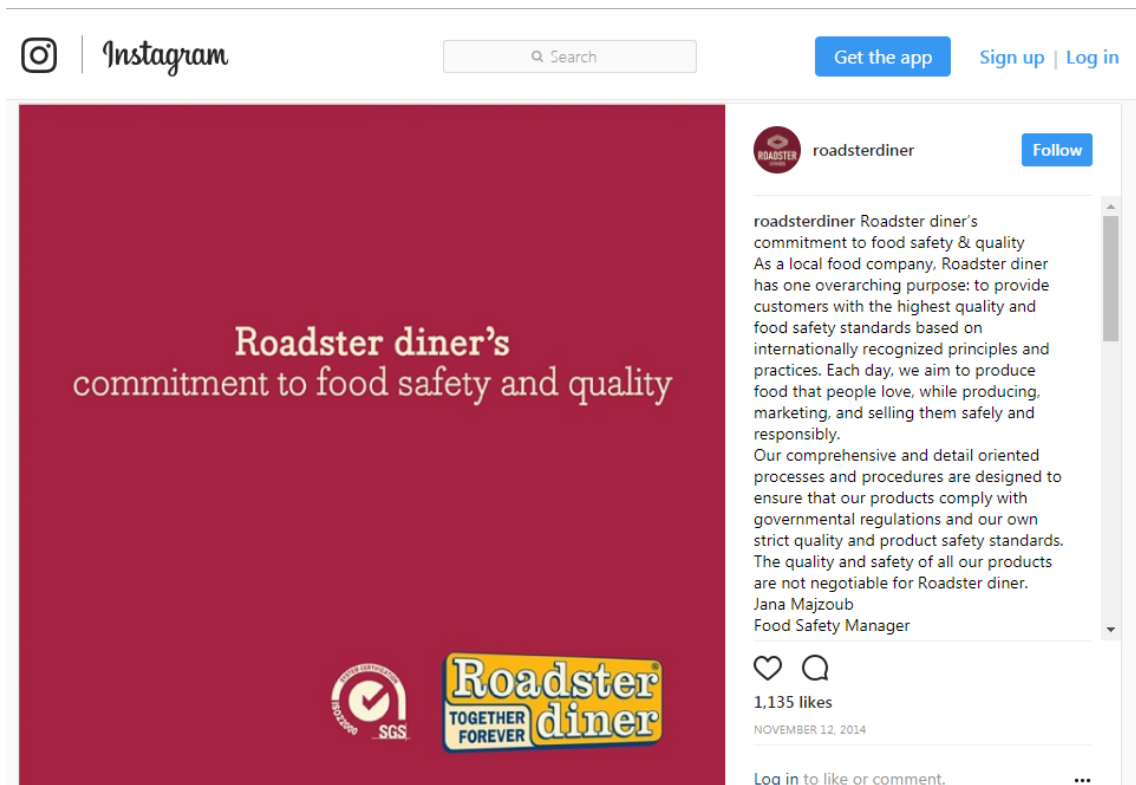 Instagram
Search
Get the app
Sign up | Log in
Roadster diner's
commitment to food safety and quality
SYSTEM CERTIFICATION
ISO22000
SGS
Roadster®
TOGETHER
FOREVER
diner
ROADSTER
roadsterdiner
Follow
roadsterdiner Roadster diner's
commitment to food safety & quality
As a local food company, Roadster diner
has one overarching purpose: to provide
customers with the highest quality and
food safety standards based on
internationally recognized principles and
practices. Each day, we aim to produce
food that people love, while producing,
marketing, and selling them safely and
responsibly.
Our comprehensive and detail oriented
processes and procedures are designed to
ensure that our products comply with
governmental regulations and our own
strict quality and product safety standards.
The quality and safety of all our products
are not negotiable for Roadster diner.
Jana Majzoub
Food Safety Manager
1,135 likes
NOVEMBER 12, 2014
Log in to like or comment.